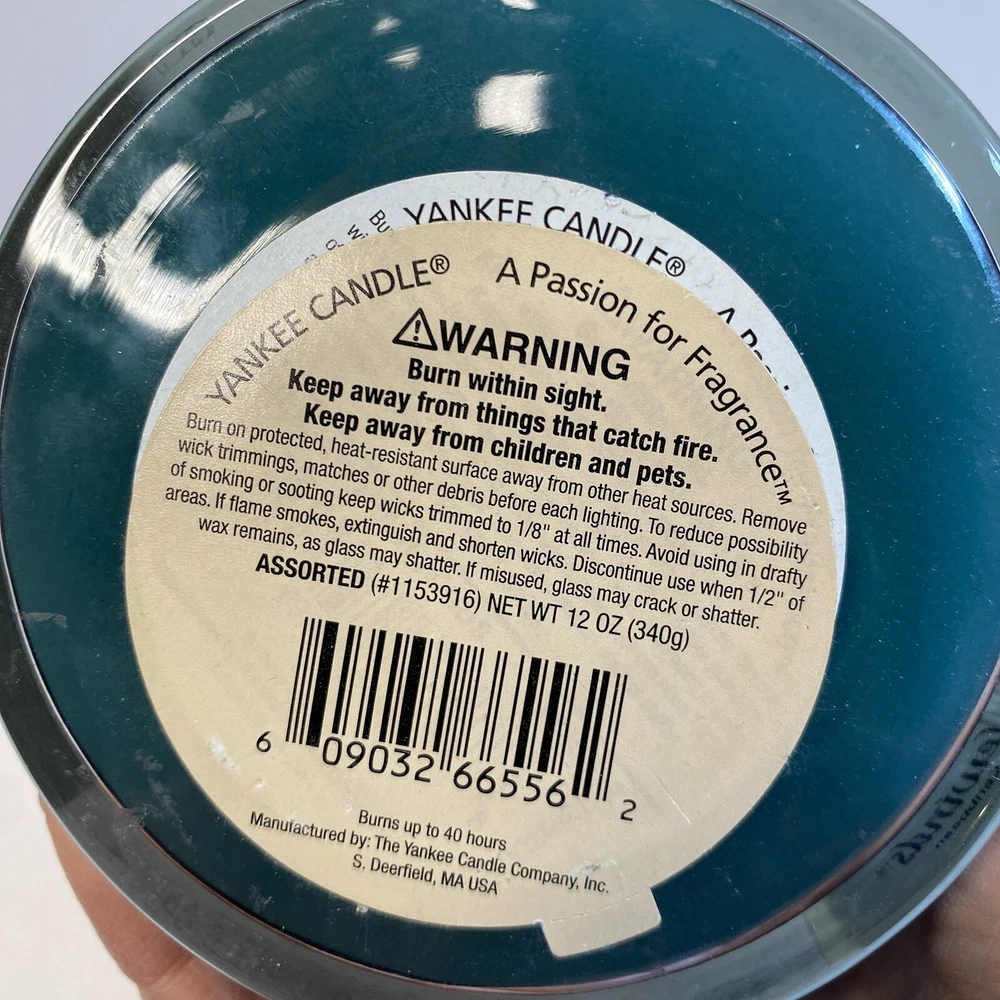 YANKEE CANDLE®
YANKEE CANDLE® A Passion for Fragrance™
WARNING
Burn within sight.
Keep away from things that catch fire.
Keep away from children and pets.
Burn on protected, heat-resistant surface away from other heat sources. Remove
wick trimmings, matches or other debris before each lighting. To reduce possibility
of smoking or sooting keep wicks trimmed to 1/8" at all times. Avoid using in drafty
areas. If flame smokes, extinguish and shorten wicks. Discontinue use when 1/2" of
wax remains, as glass may shatter. If misused, glass may crack or shatter.
ASSORTED (#1153916) NET WT 12 OZ (340g)
6 09032 66556 2
Burns up to 40 hours
Manufactured by: The Yankee Candle Company, Inc.
S. Deerfield, MA USA